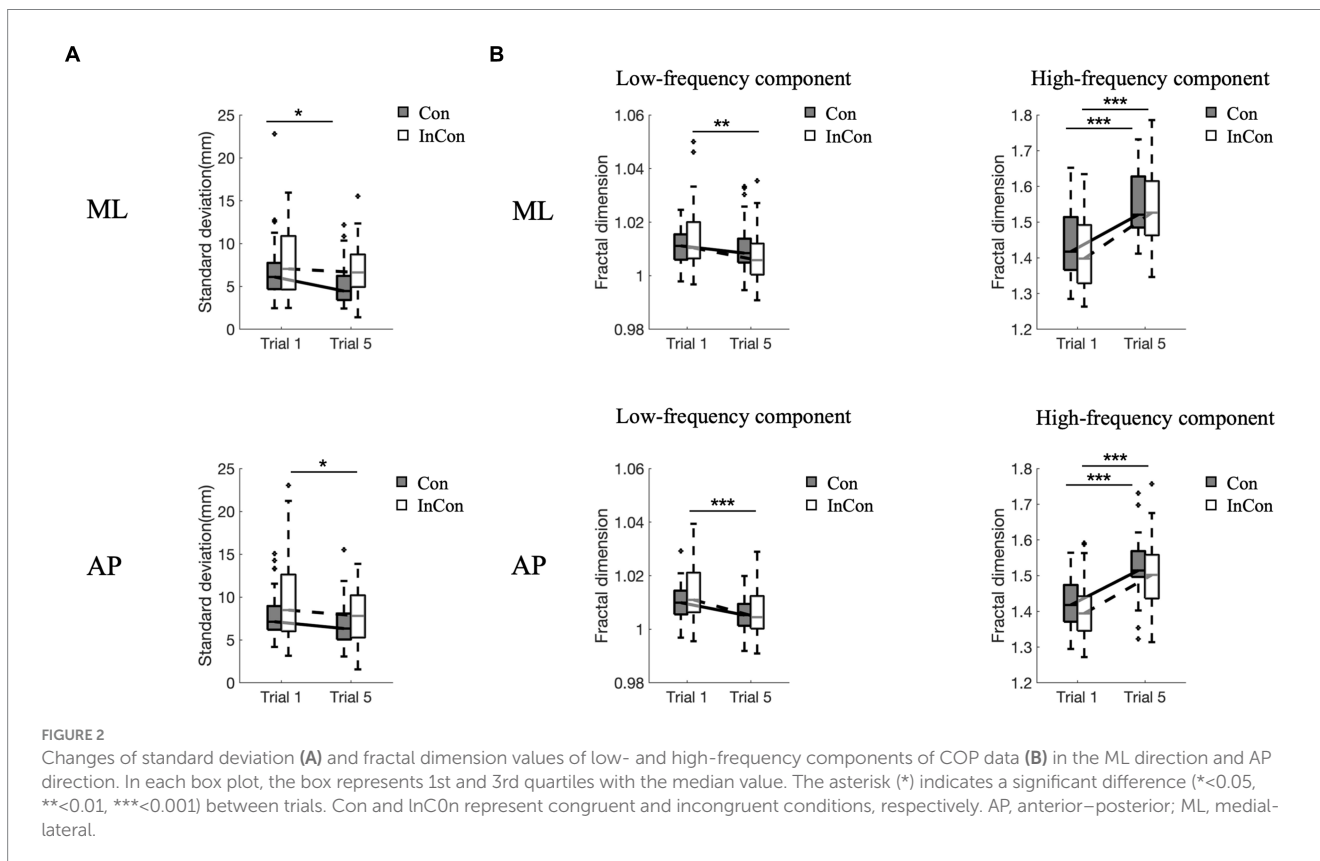 A
B
Low-frequency component
High-frequency component
ML
Standard deviation(mm)
25
20
15
10
5
0
*
Con
InCon
Trial 1 Trial 5
ML
Fractal dimension
1.06
1.04
1.02
1
0.98
**
Con
InCon
Trial 1 Trial 5
Fractal dimension
1.8
1.7
1.6
1.5
1.4
1.3
1.2
***
***
Con
InCon
Trial 1 Trial 5
Low-frequency component
High-frequency component
AP
Standard deviation(mm)
25
20
15
10
5
0
*
Con
InCon
Trial 1 Trial 5
AP
Fractal dimension
1.06
1.04
1.02
1
0.98
***
Con
InCon
Trial 1 Trial 5
Fractal dimension
1.8
1.7
1.6
1.5
1.4
1.3
1.2
***
***
Con
InCon
Trial 1 Trial 5
FIGURE 2
Changes of standard deviation (A) and fractal dimension values of low- and high-frequency components of COP data (B) in the ML direction and AP
direction. In each box plot, the box represents 1st and 3rd quartiles with the median value. The asterisk (*) indicates a significant difference (*<0.05,
**<0.01, ***<0.001) between trials. Con and lnC0n represent congruent and incongruent conditions, respectively. AP, anterior–posterior; ML, medial-
lateral.